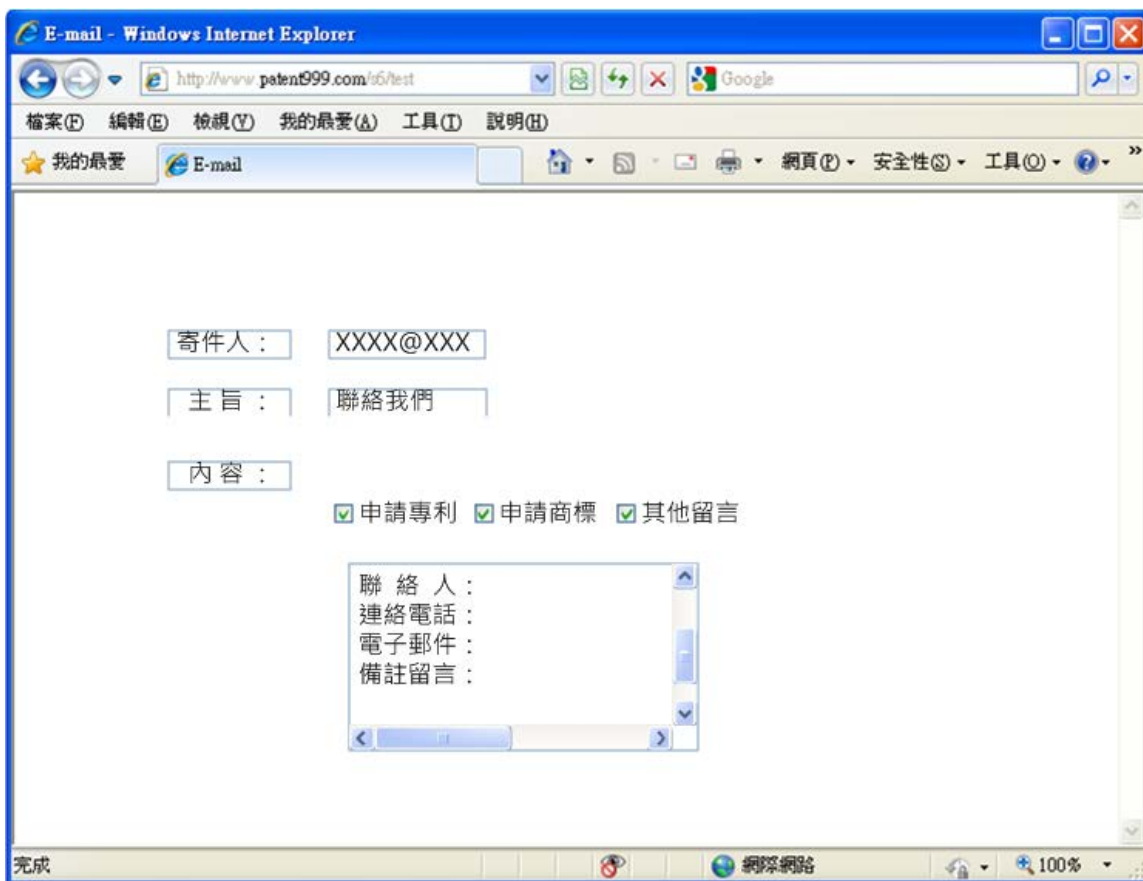 E-mail - Windows Internet Explorer
http://www.patent999.com/s6/test Google
檔案(F) 編輯(E) 檢視(V) 我的最愛(A) 工具(T) 說明(H)
我的最愛 E-mail 網頁(P) 安全性(S) 工具(O) »
寄件人： XXXX@XXX
主旨： 聯絡我們
內容：
申請專利 申請商標 其他留言
聯 絡 人：
連絡電話：
電子郵件：
備註留言：
完成 網際網路 100%